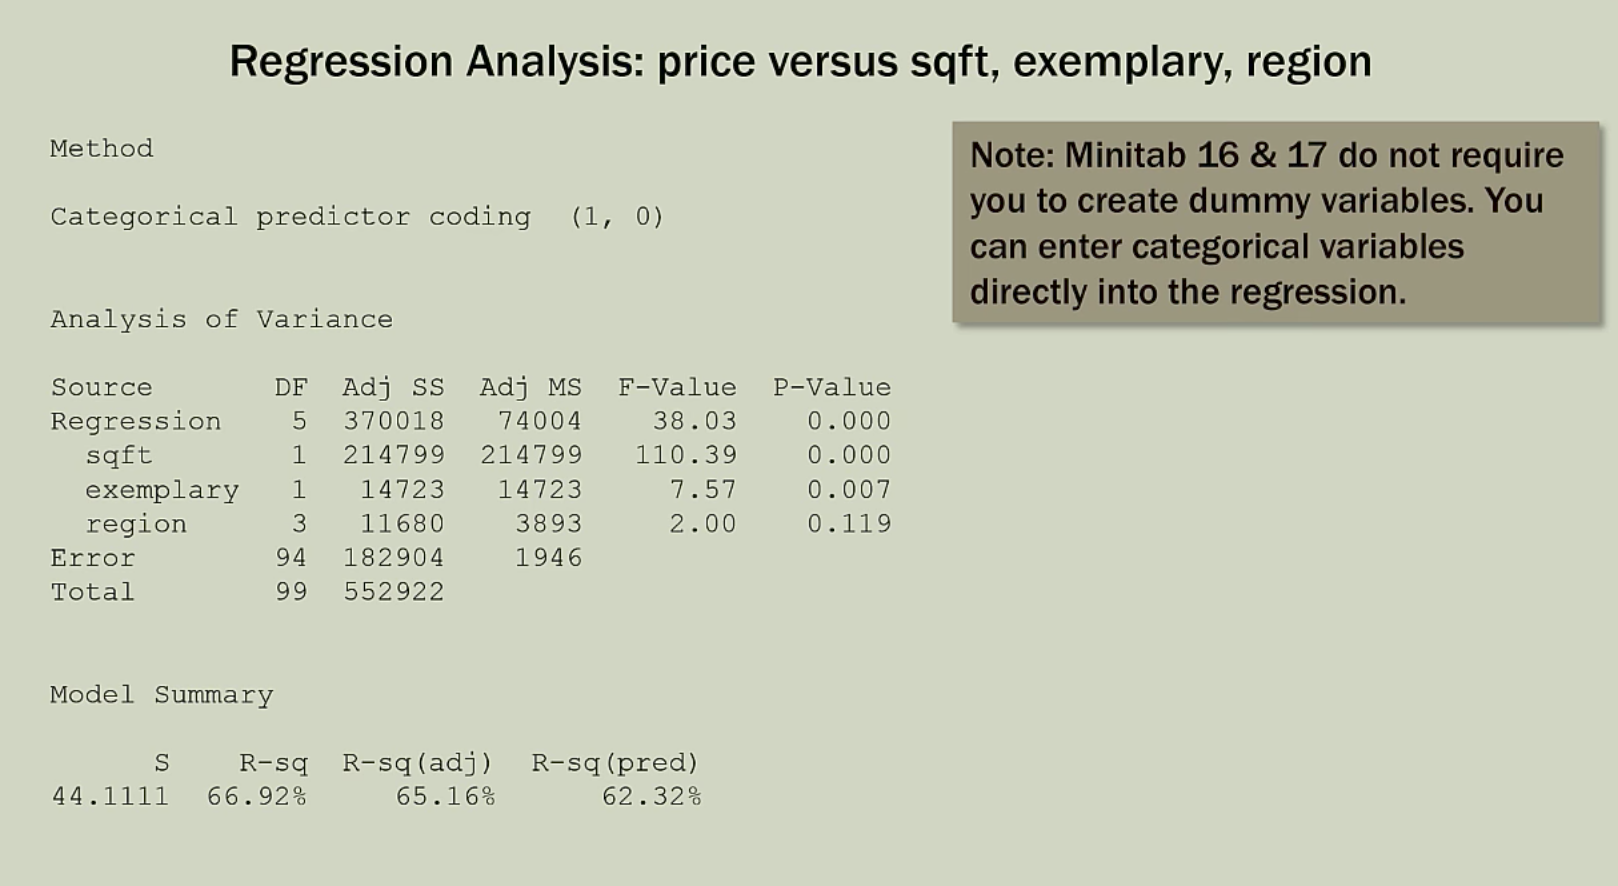 Regression Analysis: price versus sqft, exemplary, region
Method
Categorical predictor coding (1, 0)
Note: Minitab 16 & 17 do not require
you to create dummy variables. You
can enter categorical variables
directly into the regression.
Analysis of Variance
Source DF Adj SS Adj MS F-Value P-Value
Regression 5 370018 74004 38.03 0.000
sqft 1 214799 214799 110.39 0.000
exemplary 1 14723 14723 7.57 0.007
region 3 11680 3893 2.00 0.119
Error 94 182904 1946
Total 99 552922
Model Summary
S R-sq R-sq(adj) R-sq(pred)
44.1111 66.92% 65.16% 62.32%